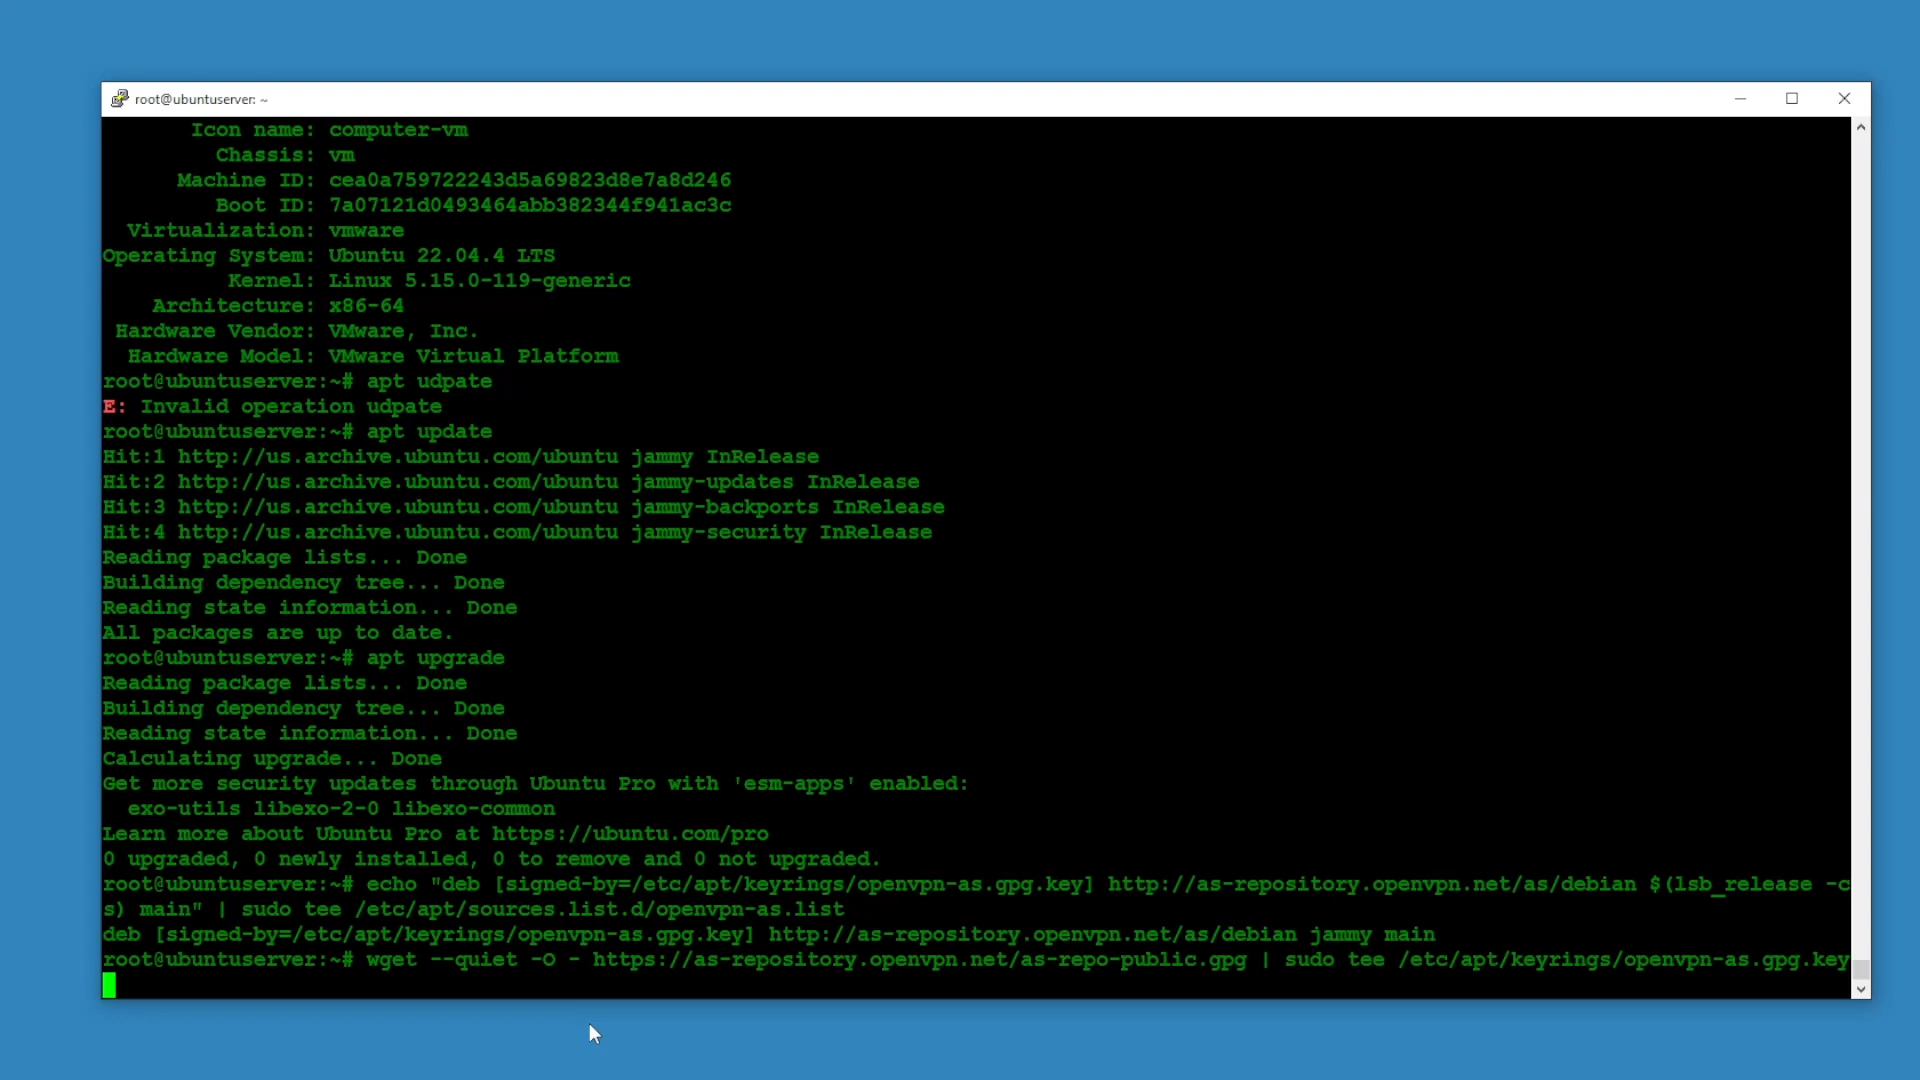 root@ubuntuserver: ~
Icon name: computer-vm
Chassis: vm
Machine ID: cea0a759722243d5a69823d8e7a8d246
Boot ID: 7a07121d0493464abb382344f941ac3c
Virtualization: vmware
Operating System: Ubuntu 22.04.4 LTS
Kernel: Linux 5.15.0-119-generic
Architecture: x86-64
Hardware Vendor: VMware, Inc.
Hardware Model: VMware Virtual Platform
root@ubuntuserver:~# apt udpate
E: Invalid operation udpate
root@ubuntuserver:~# apt update
Hit:1 http://us.archive.ubuntu.com/ubuntu jammy InRelease
Hit:2 http://us.archive.ubuntu.com/ubuntu jammy-updates InRelease
Hit:3 http://us.archive.ubuntu.com/ubuntu jammy-backports InRelease
Hit:4 http://us.archive.ubuntu.com/ubuntu jammy-security InRelease
Reading package lists... Done
Building dependency tree... Done
Reading state information... Done
All packages are up to date.
root@ubuntuserver:~# apt upgrade
Reading package lists... Done
Building dependency tree... Done
Reading state information... Done
Calculating upgrade... Done
Get more security updates through Ubuntu Pro with 'esm-apps' enabled:
exo-utils libexo-2-0 libexo-common
Learn more about Ubuntu Pro at https://ubuntu.com/pro
0 upgraded, 0 newly installed, 0 to remove and 0 not upgraded.
root@ubuntuserver:~# echo "deb [signed-by=/etc/apt/keyrings/openvpn-as.gpg.key] http://as-repository.openvpn.net/as/debian $(lsb_release -c
s) main" | sudo tee /etc/apt/sources.list.d/openvpn-as.list
deb [signed-by=/etc/apt/keyrings/openvpn-as.gpg.key] http://as-repository.openvpn.net/as/debian jammy main
root@ubuntuserver:~# wget --quiet -O - https://as-repository.openvpn.net/as-repo-public.gpg | sudo tee /etc/apt/keyrings/openvpn-as.gpg.key